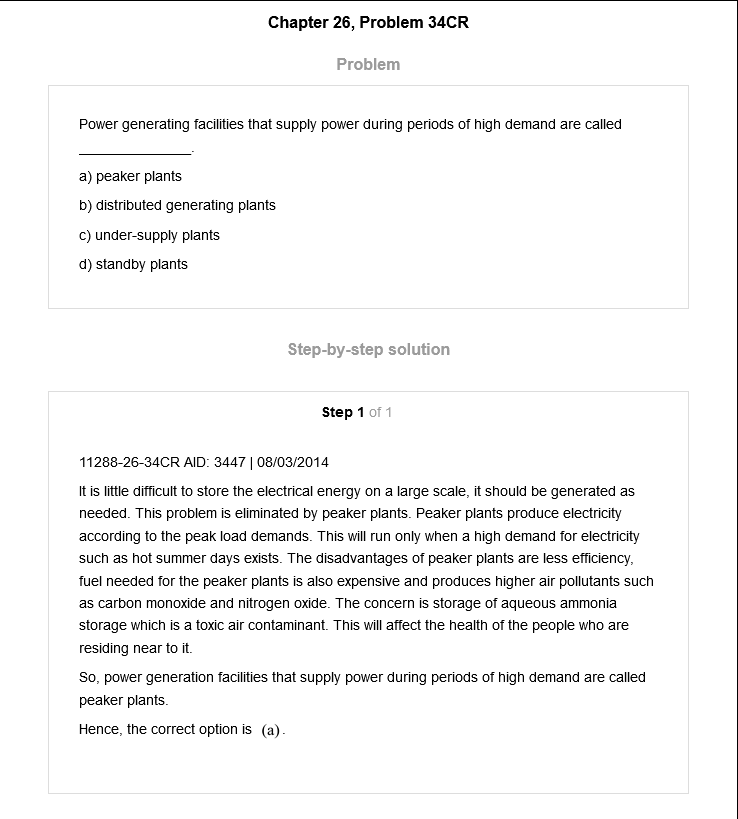 Chapter 26, Problem 34CR
Problem
Power generating facilities that supply power during periods of high demand are called
______________.
a) peaker plants
b) distributed generating plants
c) under-supply plants
d) standby plants
Step-by-step solution
Step 1 of 1
11288-26-34CR AID: 3447 | 08/03/2014
It is little difficult to store the electrical energy on a large scale, it should be generated as
needed. This problem is eliminated by peaker plants. Peaker plants produce electricity
according to the peak load demands. This will run only when a high demand for electricity
such as hot summer days exists. The disadvantages of peaker plants are less efficiency,
fuel needed for the peaker plants is also expensive and produces higher air pollutants such
as carbon monoxide and nitrogen oxide. The concern is storage of aqueous ammonia
storage which is a toxic air contaminant. This will affect the health of the people who are
residing near to it.
So, power generation facilities that supply power during periods of high demand are called
peaker plants.
Hence, the correct option is (a).